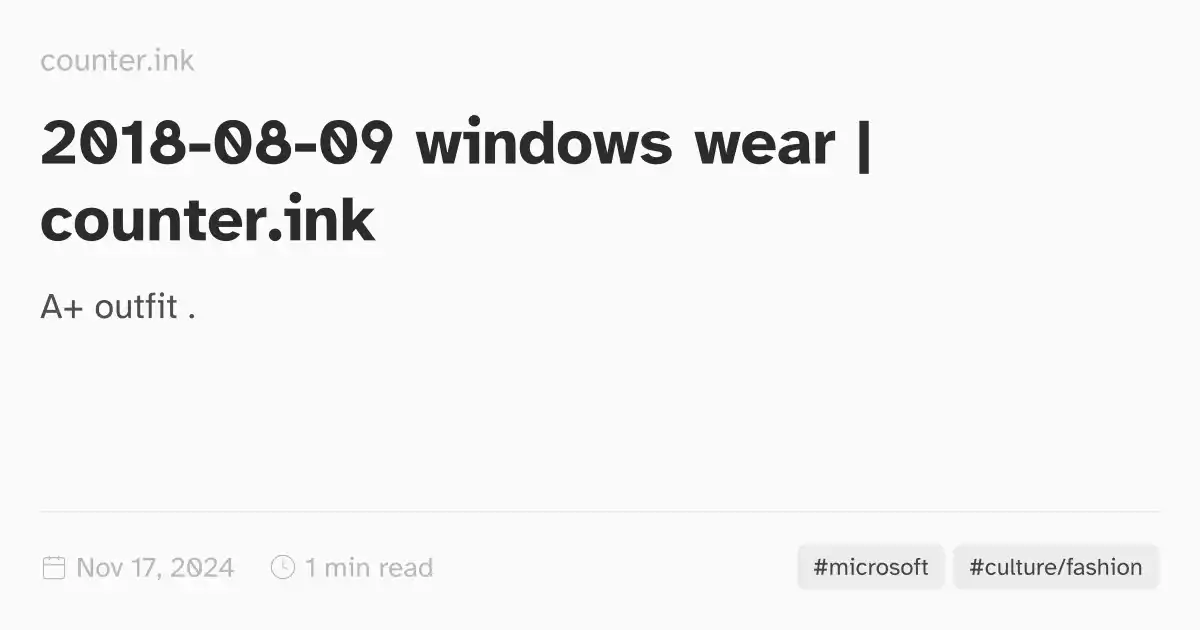 counter.ink
2018-08-09 windows wear |
counter.ink
A+ outfit .
Nov 17, 2024 1 min read #microsoft #culture/fashion